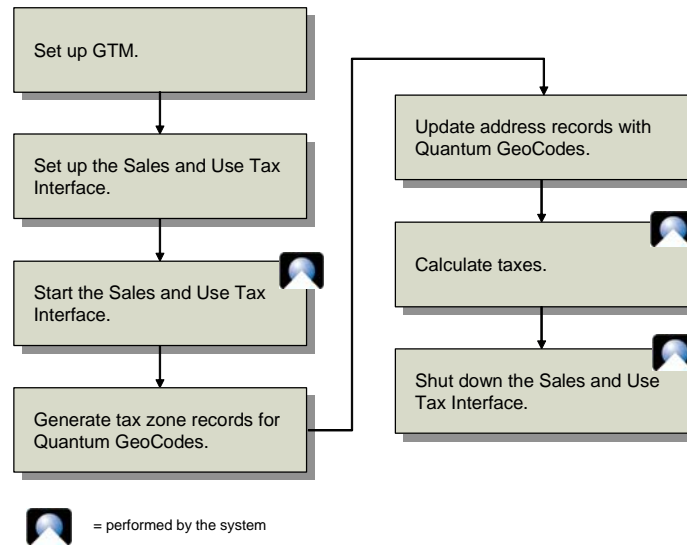 Set up GTM.
Set up the Sales and Use Tax
Interface.
Start the Sales and Use Tax
Interface.
Generate tax zone records for
Quantum GeoCodes.
Update address records with
Quantum GeoCodes.
Calculate taxes.
Shut down the Sales and Use
Tax Interface.
= performed by the system